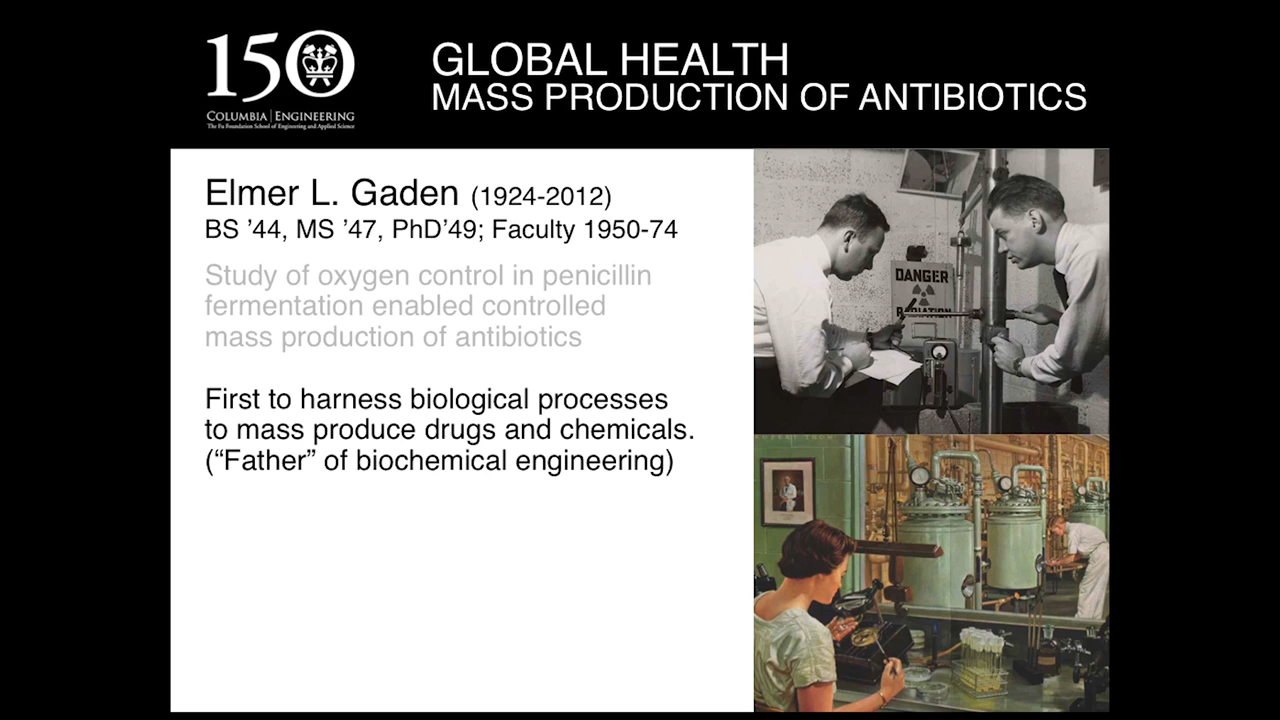 150
COLUMBIA | ENGINEERING
The Fu Foundation School of Engineering and Applied Science
GLOBAL HEALTH
MASS PRODUCTION OF ANTIBIOTICS
Elmer L. Gaden (1924-2012)
BS ’44, MS ’47, PhD’49; Faculty 1950-74
Study of oxygen control in penicillin
fermentation enabled controlled
mass production of antibiotics
First to harness biological processes
to mass produce drugs and chemicals.
(“Father” of biochemical engineering)
DANGER
RADIATION